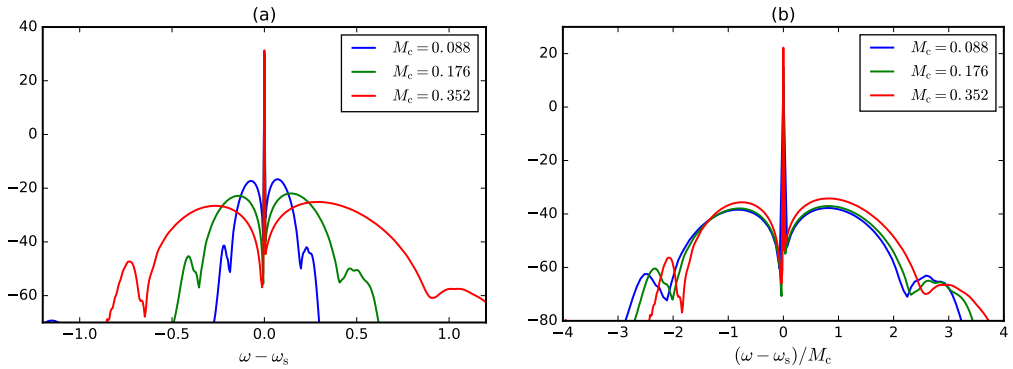 (a)
40
20
0
−20
−40
−60
M_c = 0.088
M_c = 0.176
M_c = 0.352
−1.0 −0.5 0.0 0.5 1.0
ω − ω_s
(b)
20
0
−20
−40
−60
−80
M_c = 0.088
M_c = 0.176
M_c = 0.352
−4 −3 −2 −1 0 1 2 3 4
(ω − ω_s)/M_c